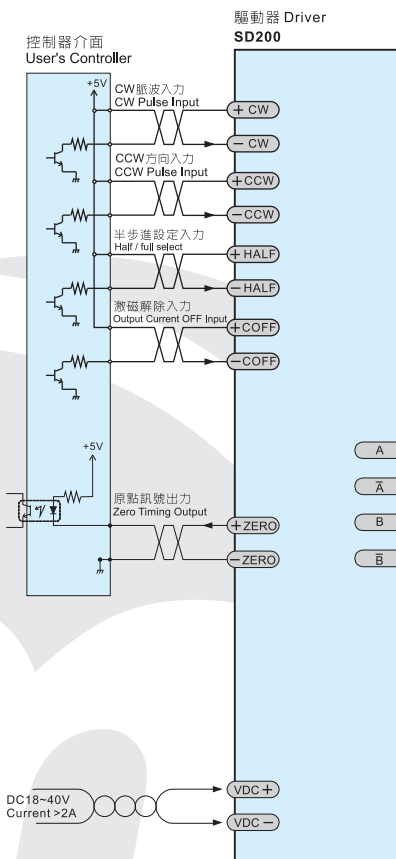 驅動器 Driver
SD200
控制器介面
User's Controller
+5V
CW脈波入力
CW Pulse Input
+ CW
− CW
CCW方向入力
CCW Pulse Input
+CCW
−CCW
半步進設定入力
Half / full select
+ HALF
− HALF
激磁解除入力
Output Current OFF Input
+COFF
−COFF
+5V
原點訊號出力
Zero Timing Output
+ ZERO
− ZERO
A
A̅
B
B̅
DC18~40V
Current >2A
VDC +
VDC −